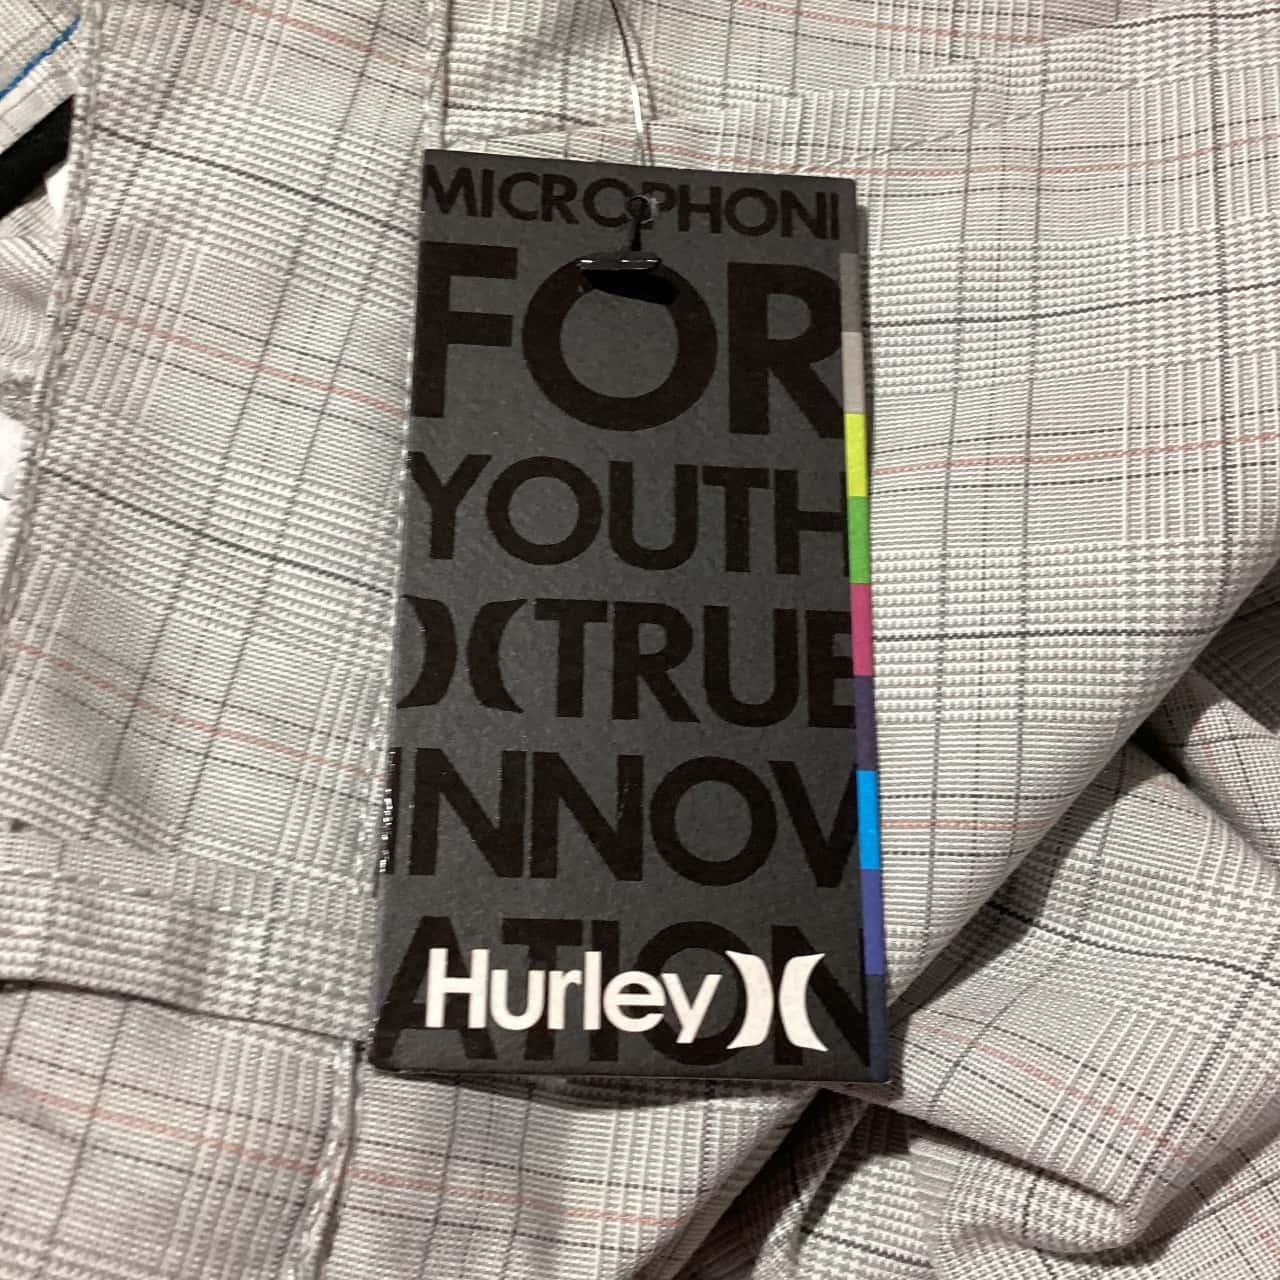 MICROPHONI
FOR
YOUTH
)( TRUE
INNOV
ATION
Hurley )(